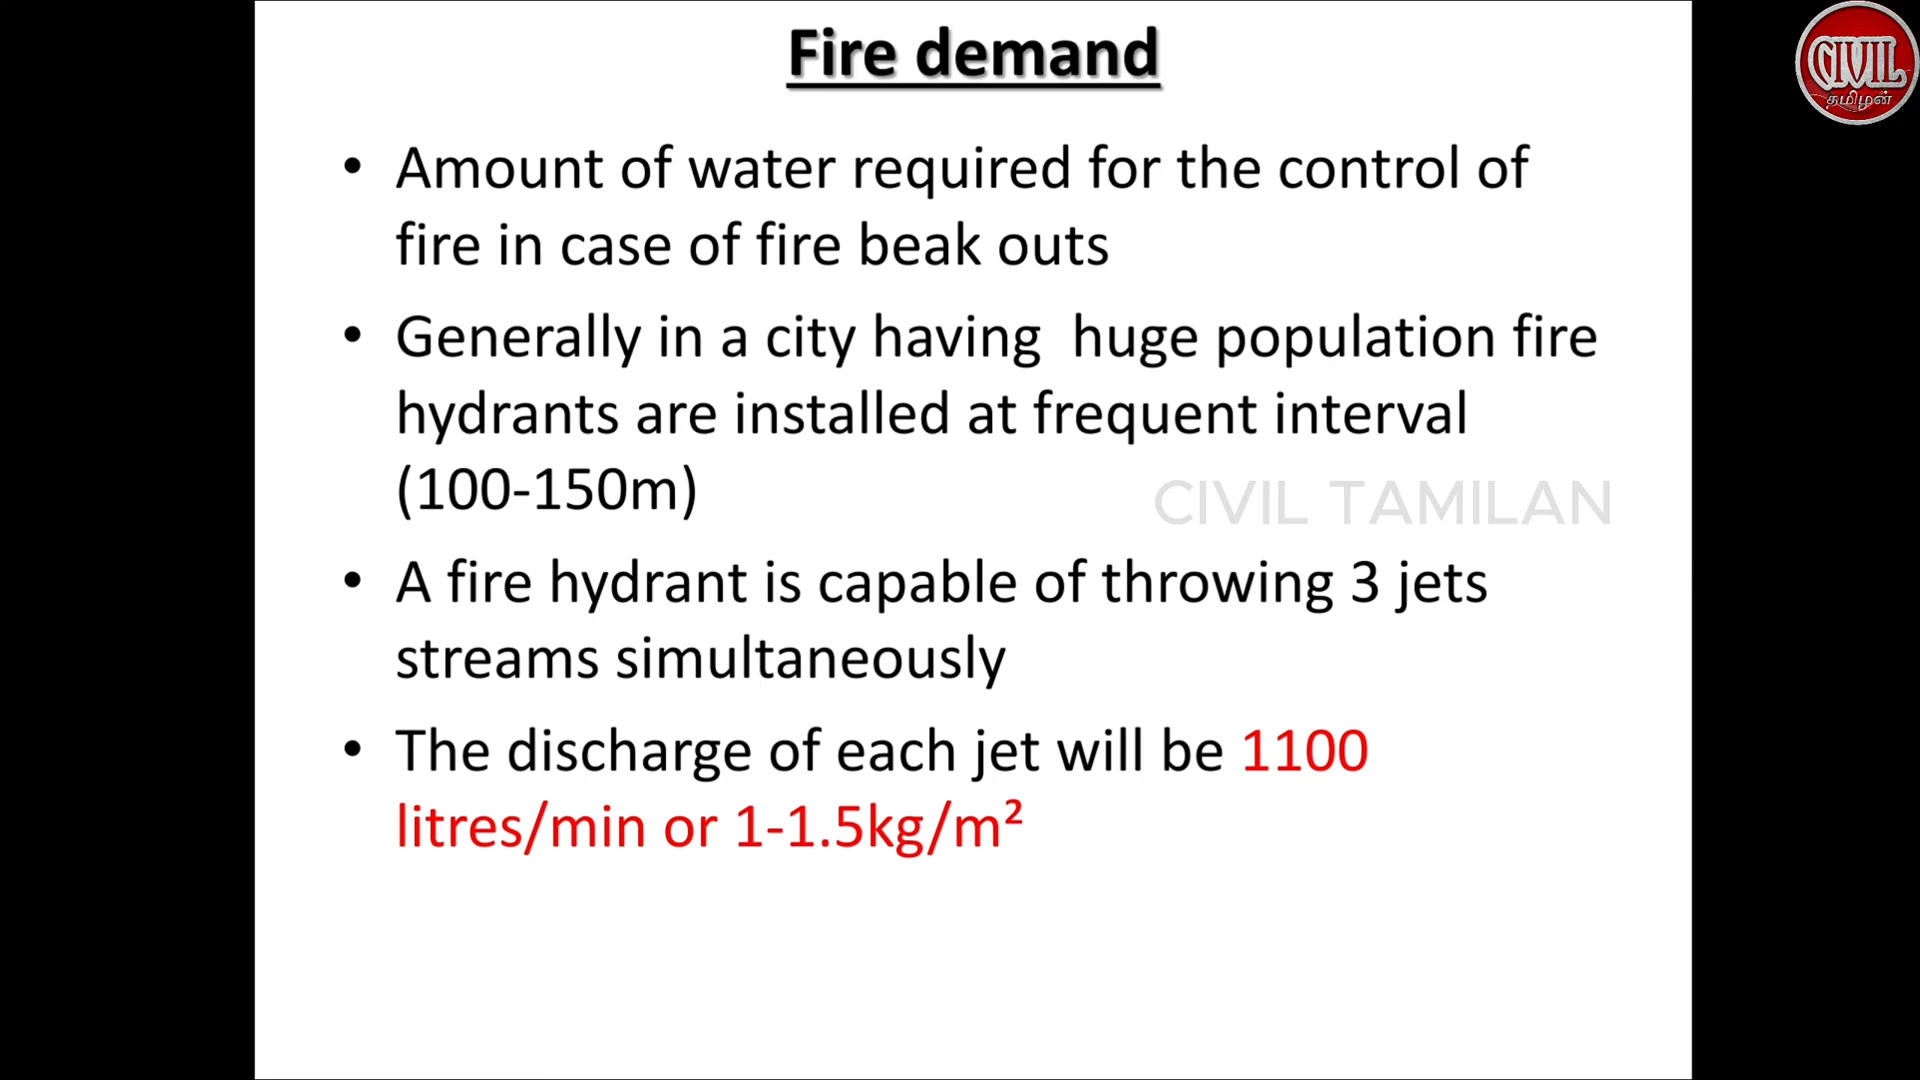 Fire demand
• Amount of water required for the control of
fire in case of fire beak outs
• Generally in a city having  huge population fire
hydrants are installed at frequent interval
(100-150m)
CIVIL TAMILAN
• A fire hydrant is capable of throwing 3 jets
streams simultaneously
• The discharge of each jet will be 1100
litres/min or 1-1.5kg/m²
CIVIL
தமிழன்